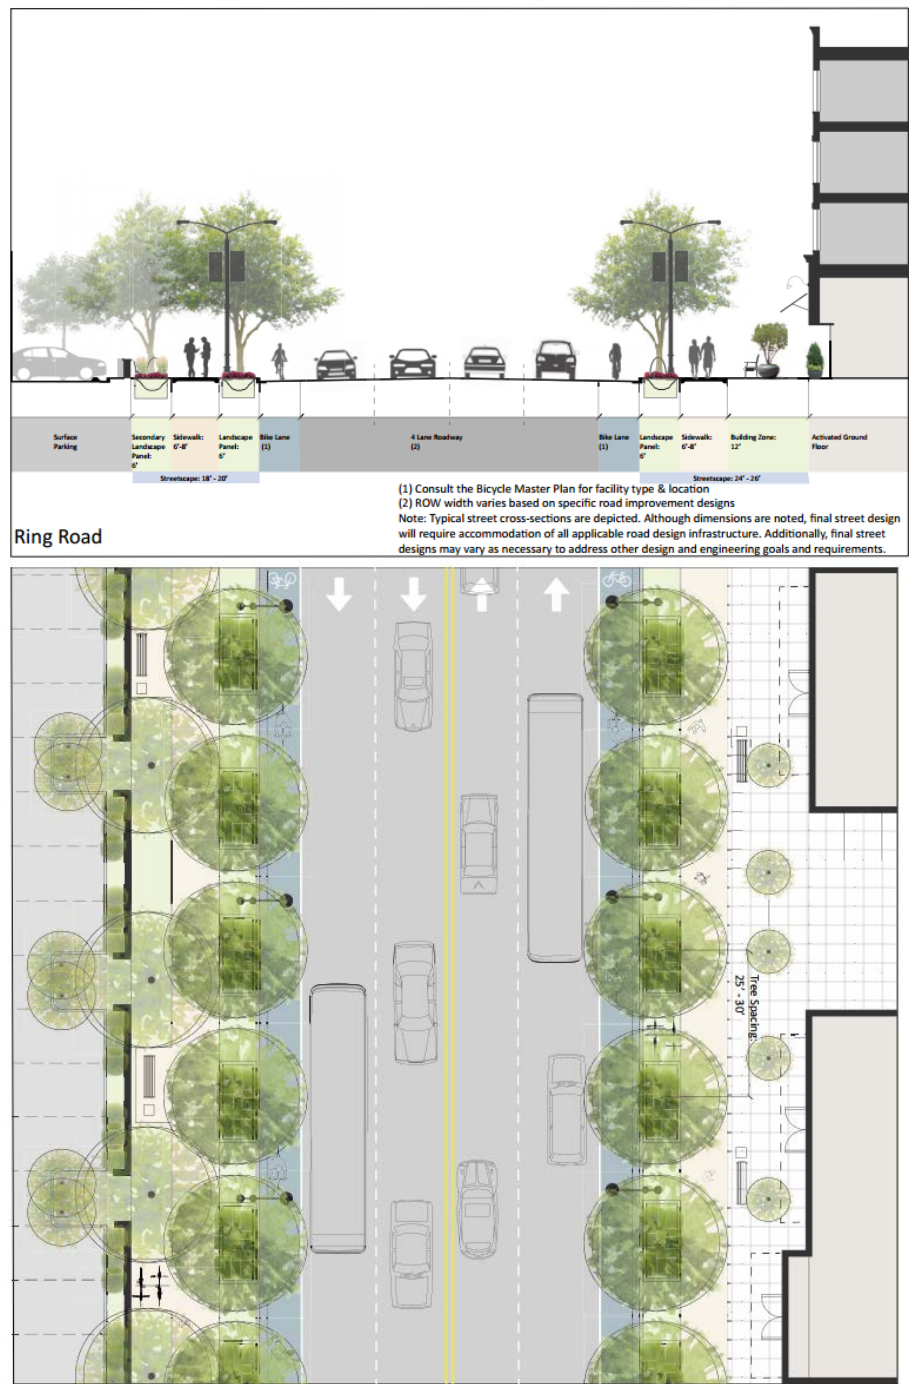 Surface
Parking
Secondary
Landscape
Panel:
6'
Sidewalk:
6'-8'
Landscape
Panel:
6'
Bike Lane
(1)
4 Lane Roadway
(2)
Bike Lane
(1)
Landscape
Panel:
6'
Sidewalk:
6'-8'
Building Zone:
12'
Activated Ground
Floor
Streetscape: 18' - 20'
Streetscape: 24' - 26'
(1) Consult the Bicycle Master Plan for facility type & location
(2) ROW width varies based on specific road improvement designs
Note: Typical street cross-sections are depicted. Although dimensions are noted, final street design
will require accommodation of all applicable road design infrastructure. Additionally, final street
designs may vary as necessary to address other design and engineering goals and requirements.
Ring Road
Tree Spacing:
25' - 30'